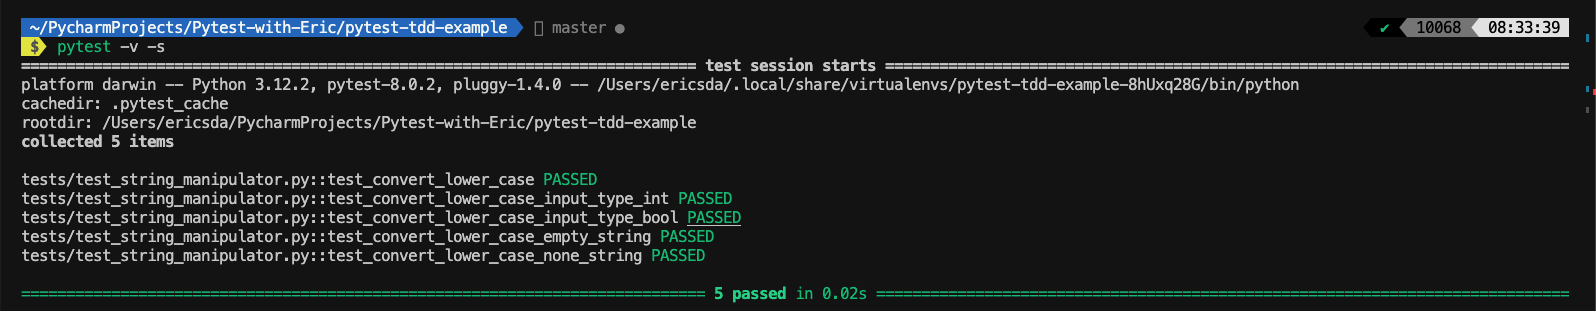 ~/PycharmProjects/Pytest-with-Eric/pytest-tdd-example master ● ✔ 10068 08:33:39
$ pytest -v -s
=========================================================================== test session starts ============================================================================
platform darwin -- Python 3.12.2, pytest-8.0.2, pluggy-1.4.0 -- /Users/ericsda/.local/share/virtualenvs/pytest-tdd-example-8hUxq28G/bin/python
cachedir: .pytest_cache
rootdir: /Users/ericsda/PycharmProjects/Pytest-with-Eric/pytest-tdd-example
collected 5 items
tests/test_string_manipulator.py::test_convert_lower_case PASSED
tests/test_string_manipulator.py::test_convert_lower_case_input_type_int PASSED
tests/test_string_manipulator.py::test_convert_lower_case_input_type_bool PASSED
tests/test_string_manipulator.py::test_convert_lower_case_empty_string PASSED
tests/test_string_manipulator.py::test_convert_lower_case_none_string PASSED
============================================================================ 5 passed in 0.02s =============================================================================